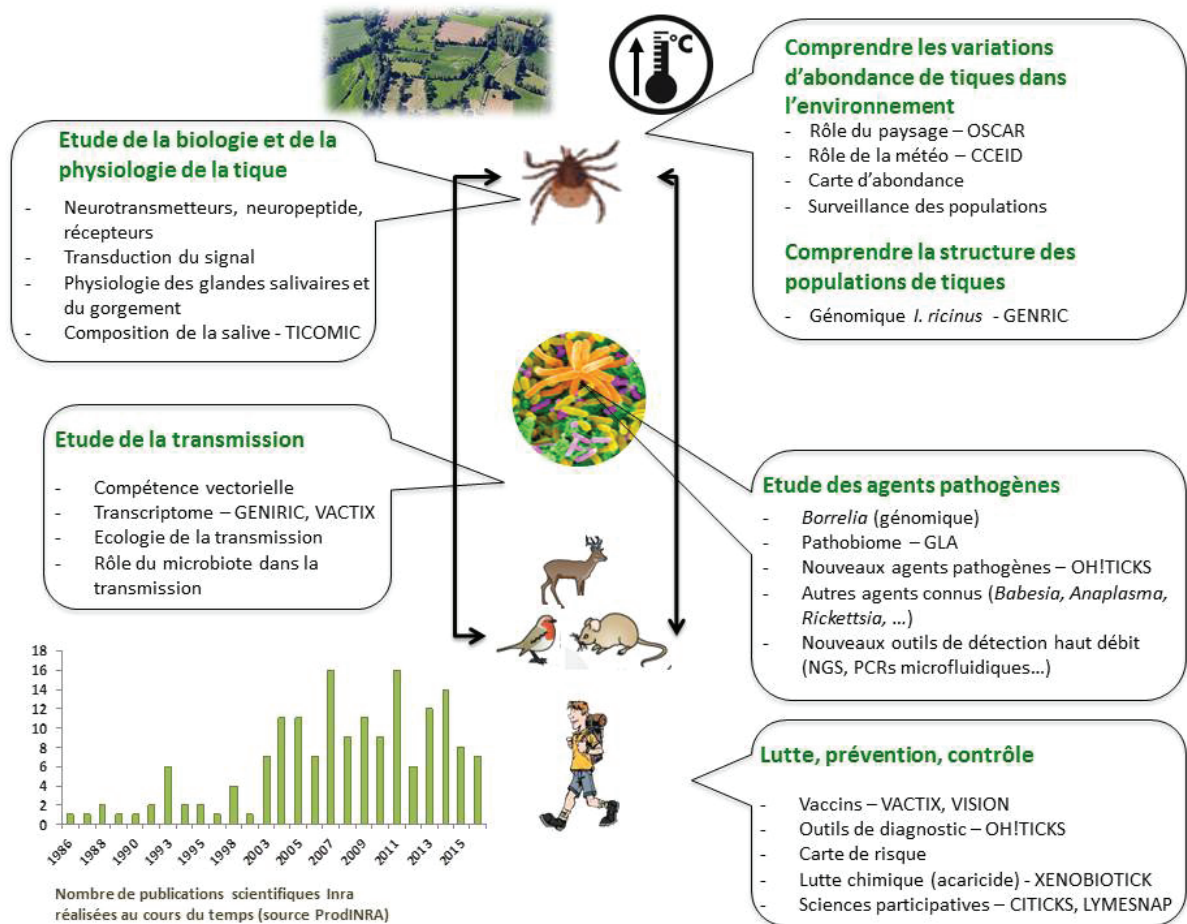 °C
Comprendre les variations
d'abondance de tiques dans
l'environnement
- Rôle du paysage – OSCAR
- Rôle de la météo – CCEID
- Carte d'abondance
- Surveillance des populations
Comprendre la structure des
populations de tiques
- Génomique I. ricinus - GENRIC
Etude de la biologie et de la
physiologie de la tique
- Neurotransmetteurs, neuropeptide,
récepteurs
- Transduction du signal
- Physiologie des glandes salivaires et
du gorgement
- Composition de la salive - TICOMIC
Etude de la transmission
- Compétence vectorielle
- Transcriptome – GENIRIC, VACTIX
- Ecologie de la transmission
- Rôle du microbiote dans la
transmission
Etude des agents pathogènes
- Borrelia (génomique)
- Pathobiome – GLA
- Nouveaux agents pathogènes – OH!TICKS
- Autres agents connus (Babesia, Anaplasma,
Rickettsia, ...)
- Nouveaux outils de détection haut débit
(NGS, PCRs microfluidiques...)
Lutte, prévention, contrôle
- Vaccins – VACTIX, VISION
- Outils de diagnostic – OH!TICKS
- Carte de risque
- Lutte chimique (acaricide) - XENOBIOTICK
- Sciences participatives – CITICKS, LYMESNAP
18
16
14
12
10
8
6
4
2
0
1986 1988 1990 1993 1995 1998 2003 2005 2007 2009 2011 2013 2015
Nombre de publications scientifiques Inra
réalisées au cours du temps (source ProdINRA)